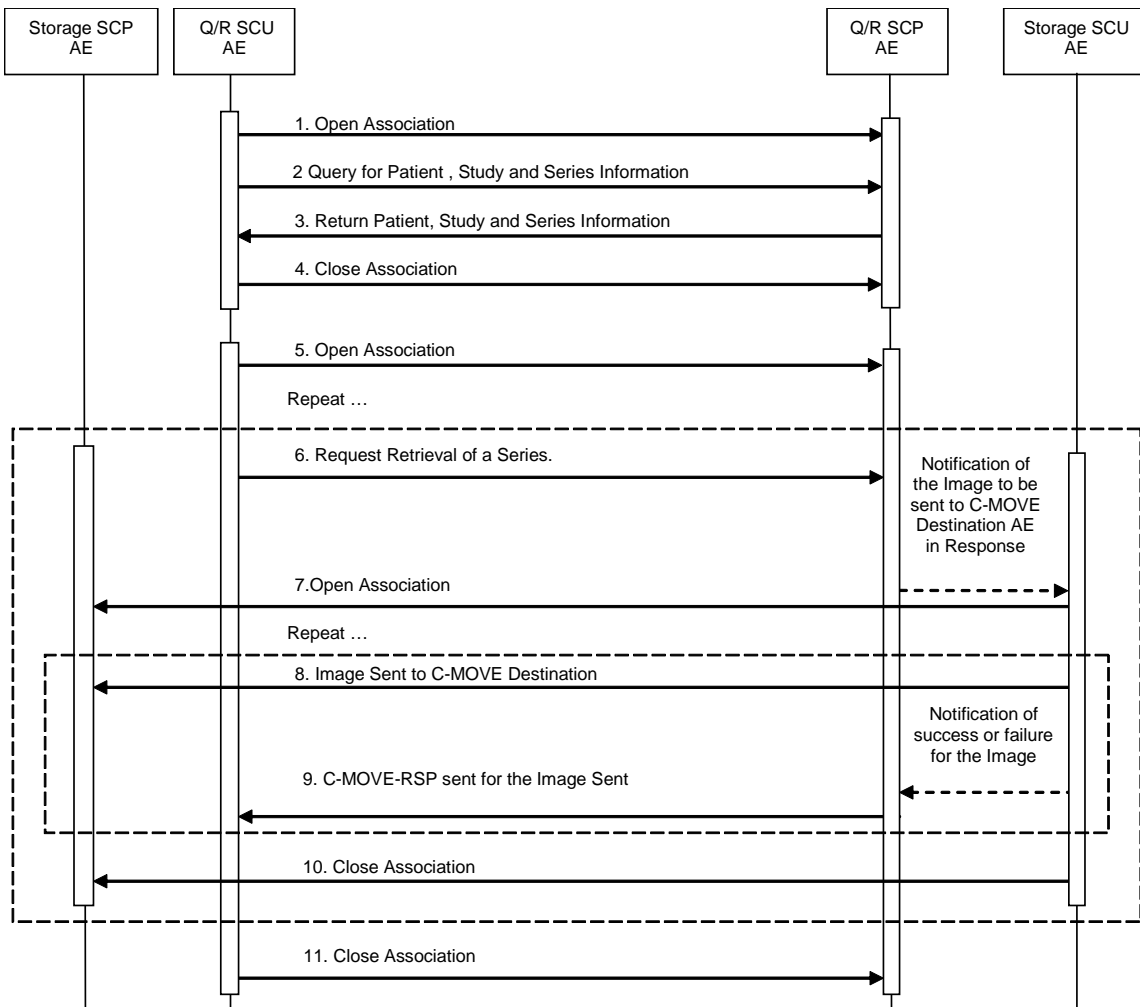 Storage SCP
AE
Q/R SCU
AE
Q/R SCP
AE
Storage SCU
AE
1. Open Association
2 Query for Patient , Study and Series Information
3. Return Patient, Study and Series Information
4. Close Association
5. Open Association
Repeat …
6. Request Retrieval of a Series.
Notification of
the Image to be
sent to C-MOVE
Destination AE
in Response
7.Open Association
Repeat …
8. Image Sent to C-MOVE Destination
Notification of
success or failure
for the Image
9. C-MOVE-RSP sent for the Image Sent
10. Close Association
11. Close Association